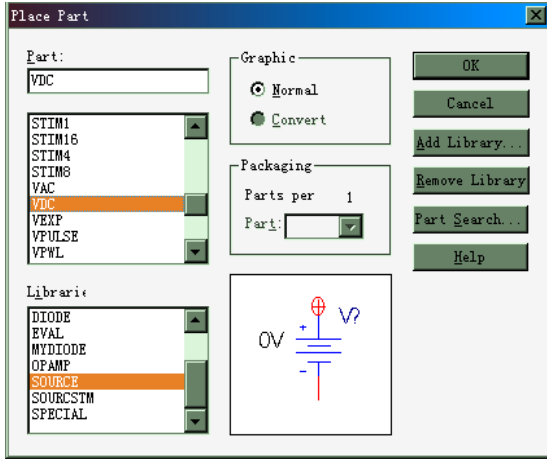 Place Part
Part:
VDC
STIM1
STIM16
STIM4
STIM8
VAC
VDC
VEXP
VPULSE
VPWL
Librarie
DIODE
EVAL
MYDIODE
OPAMP
SOURCE
SOURCSTM
SPECIAL
Graphic
Normal
Convert
Packaging
Parts per 1
Part:
0V
+
-
V?
OK
Cancel
Add Library...
Remove Library
Part Search...
Help